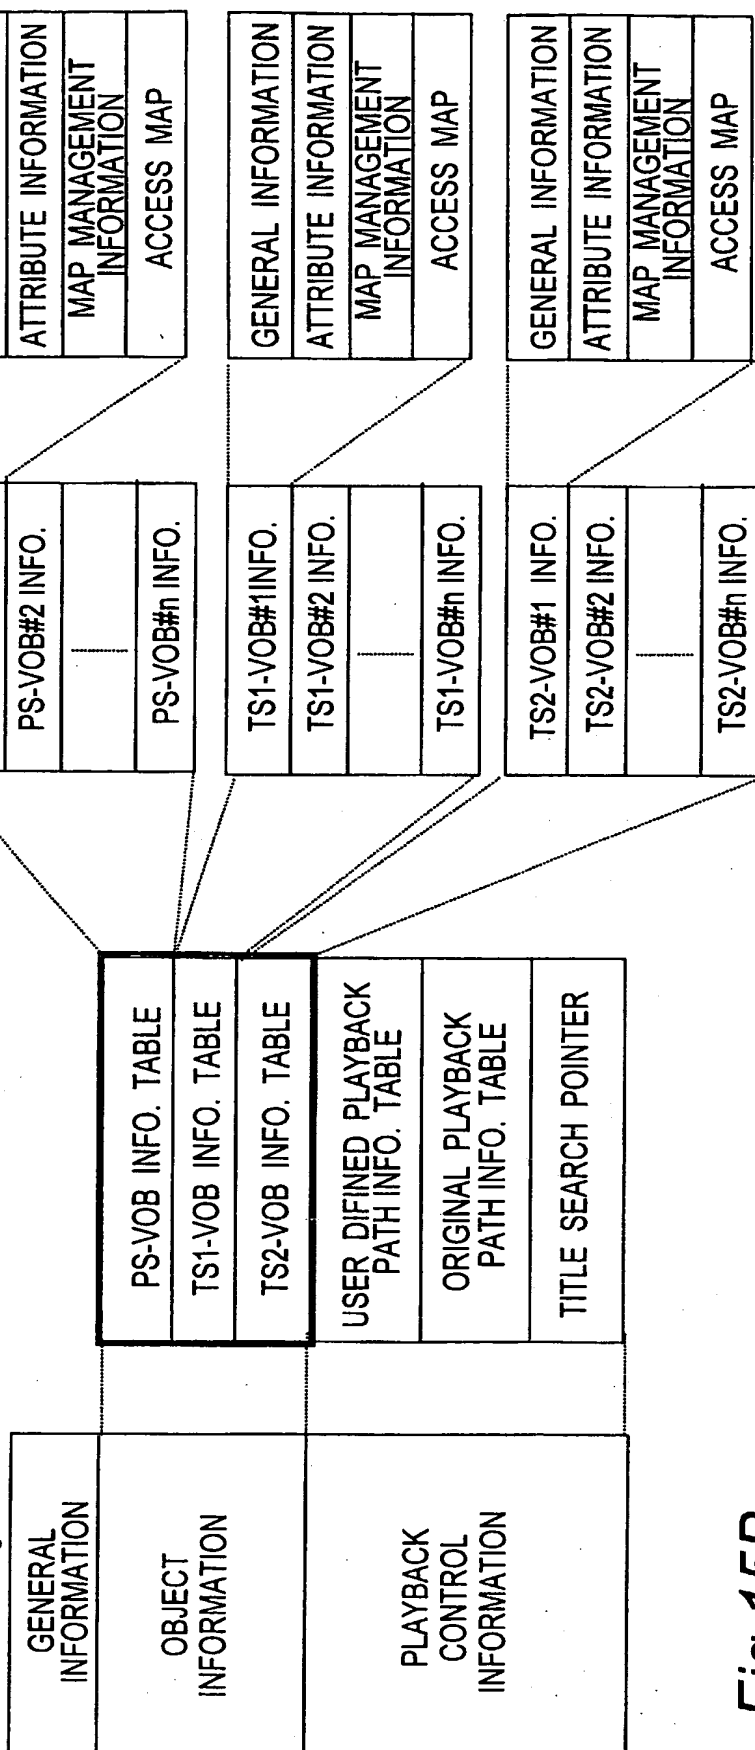 GENERAL
INFORMATION
OBJECT
INFORMATION
PLAYBACK
CONTROL
INFORMATION
PS-VOB INFO. TABLE
TS1-VOB INFO. TABLE
TS2-VOB INFO. TABLE
USER DIFINED PLAYBACK
PATH INFO. TABLE
ORIGINAL PLAYBACK
PATH INFO. TABLE
TITLE SEARCH POINTER
PS-VOB#2 INFO.
PS-VOB#n INFO.
TS1-VOB#1INFO.
TS1-VOB#2 INFO.
TS1-VOB#n INFO.
TS2-VOB#1 INFO.
TS2-VOB#2 INFO.
TS2-VOB#n INFO.
ATTRIBUTE INFORMATION
MAP MANAGEMENT
INFORMATION
ACCESS MAP
GENERAL INFORMATION
ATTRIBUTE INFORMATION
MAP MANAGEMENT
INFORMATION
ACCESS MAP
GENERAL INFORMATION
ATTRIBUTE INFORMATION
MAP MANAGEMENT
INFORMATION
ACCESS MAP